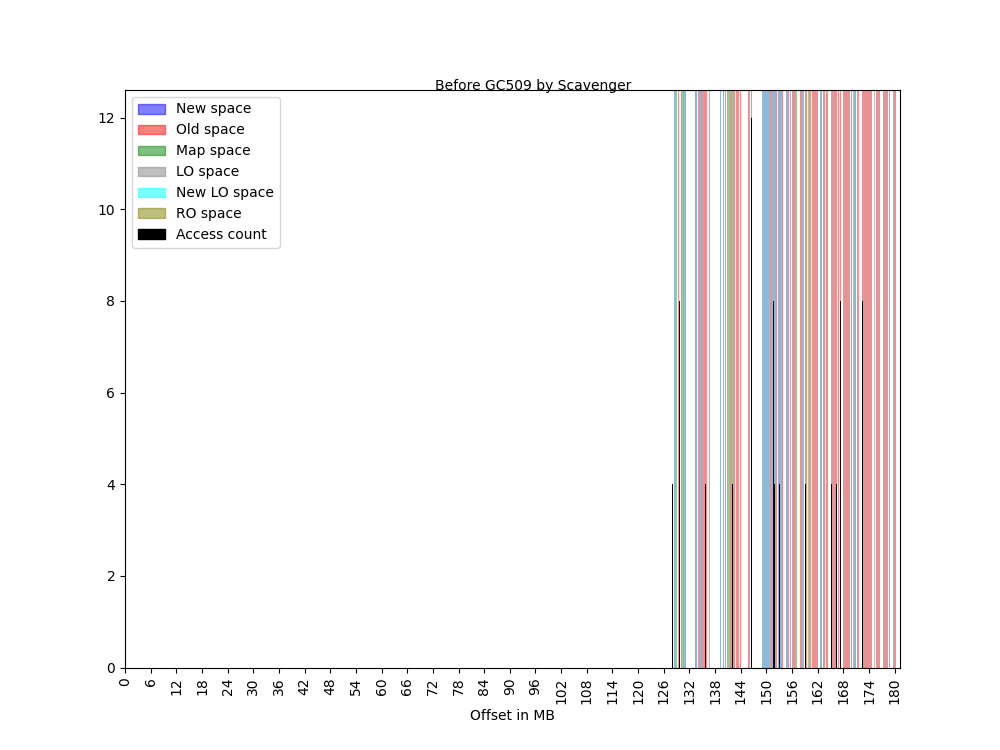 Before GC509 by Scavenger
New space
Old space
Map space
LO space
New LO space
RO space
Access count
12
10
8
6
4
2
0
0 6 12 18 24 30 36 42 48 54 60 66 72 78 84 90 96 102 108 114 120 126 132 138 144 150 156 162 168 174 180
Offset in MB